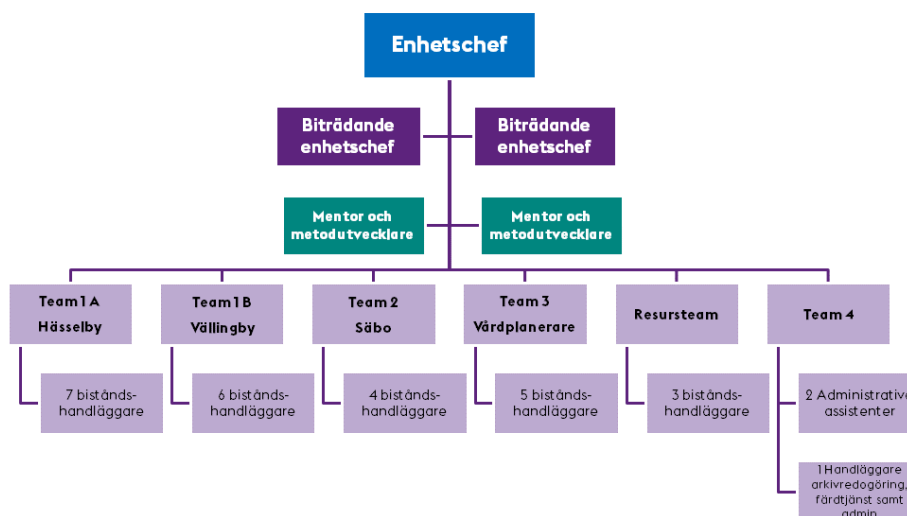 Enhetschef
Biträdande
enhetschef
Biträdande
enhetschef
Mentor och
metodutvecklare
Mentor och
metodutvecklare
Team 1 A
Hässelby
Team 1 B
Vällingby
Team 2
Säbo
Team 3
Vårdplanerare
Resursteam
Team 4
7 bistånds-
handläggare
6 bistånds-
handläggare
4 bistånds-
handläggare
5 bistånds-
handläggare
3 bistånds-
handläggare
2 Administrativa
assistenter
1 Handläggare
arkivredogöring,
färdtjänst samt
admin